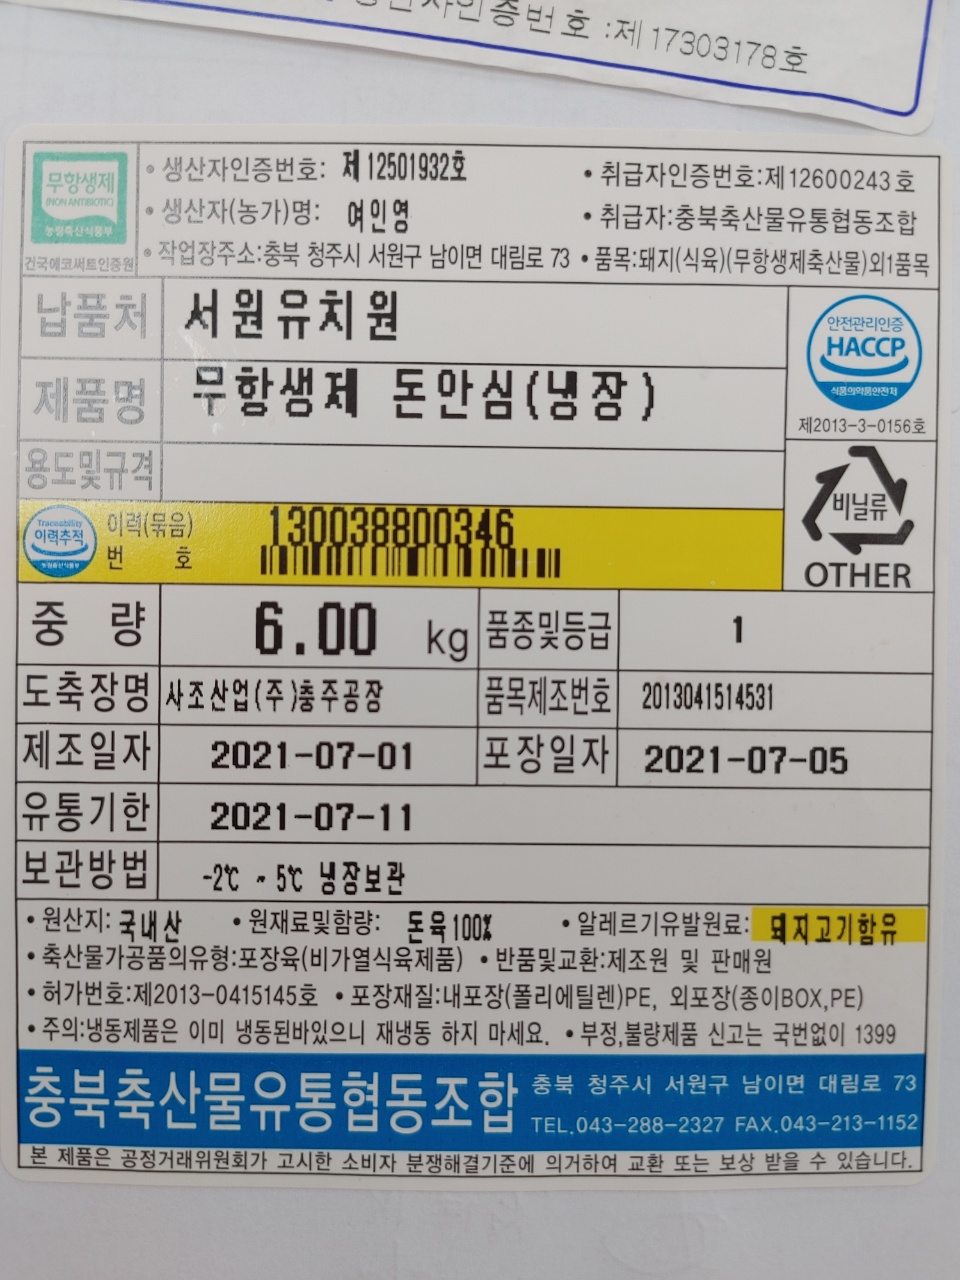 생산자인증번호 :제 17303178호
무항생제
(NON ANTIBIOTIC)
농림축산식품부
건국에코써트인증원
• 생산자인증번호: 제 12501932호
• 취급자인증번호:제 12600243 호
• 생산자(농가)명: 여인영
• 취급자:충북축산물유통협동조합
• 작업장주소:충북 청주시 서원구 남이면 대림로 73 • 품목:돼지(식육)(무항생제축산물)외1품목
납품처 서원유치원
안전관리인증
HACCP
식품의약품안전처
제2013-3-0156호
제품명 무항생제 돈안심(냉장)
용도및규격
비닐류
OTHER
Traceability
이력추적
농림축산식품부
이력(묶음)
번 호
130038800346
중 량 6.00 kg 품종및등급 1
도축장명 사조산업(주)충주공장 품목제조번호 2013041514531
제조일자 2021-07-01 포장일자 2021-07-05
유통기한 2021-07-11
보관방법 -2℃ ~ 5℃ 냉장보관
• 원산지: 국내산 • 원재료및함량: 돈육100% • 알레르기유발원료: 돼지고기함유
• 축산물가공품의유형:포장육(비가열식육제품) • 반품및교환:제조원 및 판매원
• 허가번호:제2013-0415145호 • 포장재질:내포장(폴리에틸렌)PE, 외포장(종이BOX,PE)
• 주의:냉동제품은 이미 냉동된바있으니 재냉동 하지 마세요. • 부정,불량제품 신고는 국번없이 1399
충북축산물유통협동조합
충북 청주시 서원구 남이면 대림로 73
TEL.043-288-2327 FAX.043-213-1152
본 제품은 공정거래위원회가 고시한 소비자 분쟁해결기준에 의거하여 교환 또는 보상 받을 수 있습니다.